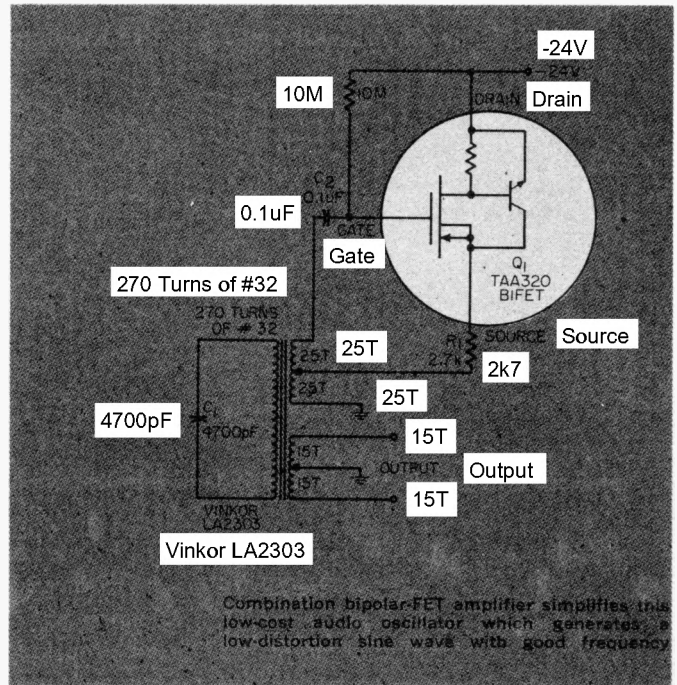 -24V
-24V
10M
10M
DRAIN
Drain
C2
0.1uF
0.1uF
GATE
Gate
Q1
TAA320
BIFET
270 Turns of #32
270 TURNS
OF # 32
SOURCE
Source
R1
2.7k
2k7
25T
25T
25T
25T
4700pF
C1
4700pF
15T
15T
OUTPUT
Output
15T
15T
VINKOR
LA2303
Vinkor LA2303
Combination bipolar-FET amplifier simplifies this
low-cost audio oscillator which generates a
low-distortion sine wave with good frequency